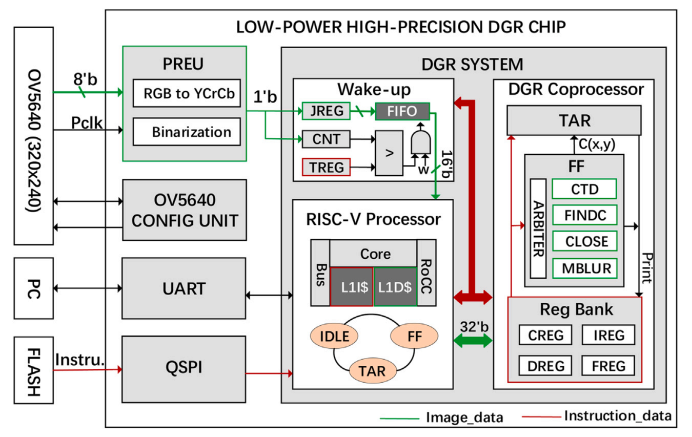 LOW-POWER HIGH-PRECISION DGR CHIP
OV5640 (320x240)
8'b
Pclk
PREU
RGB to YCrCb
Binarization
1'b
OV5640
CONFIG UNIT
PC
UART
FLASH
Instru.
QSPI
DGR SYSTEM
Wake-up
JREG
FIFO
CNT
TREG
>
w
16'b
RISC-V Processor
Core
Bus
L1I$
L1D$
RoCC
IDLE
FF
TAR
32'b
DGR Coprocessor
TAR
C(x,y)
FF
ARBITER
CTD
FINDC
CLOSE
MBLUR
Print
Reg Bank
CREG
IREG
DREG
FREG
Image_data
Instruction_data